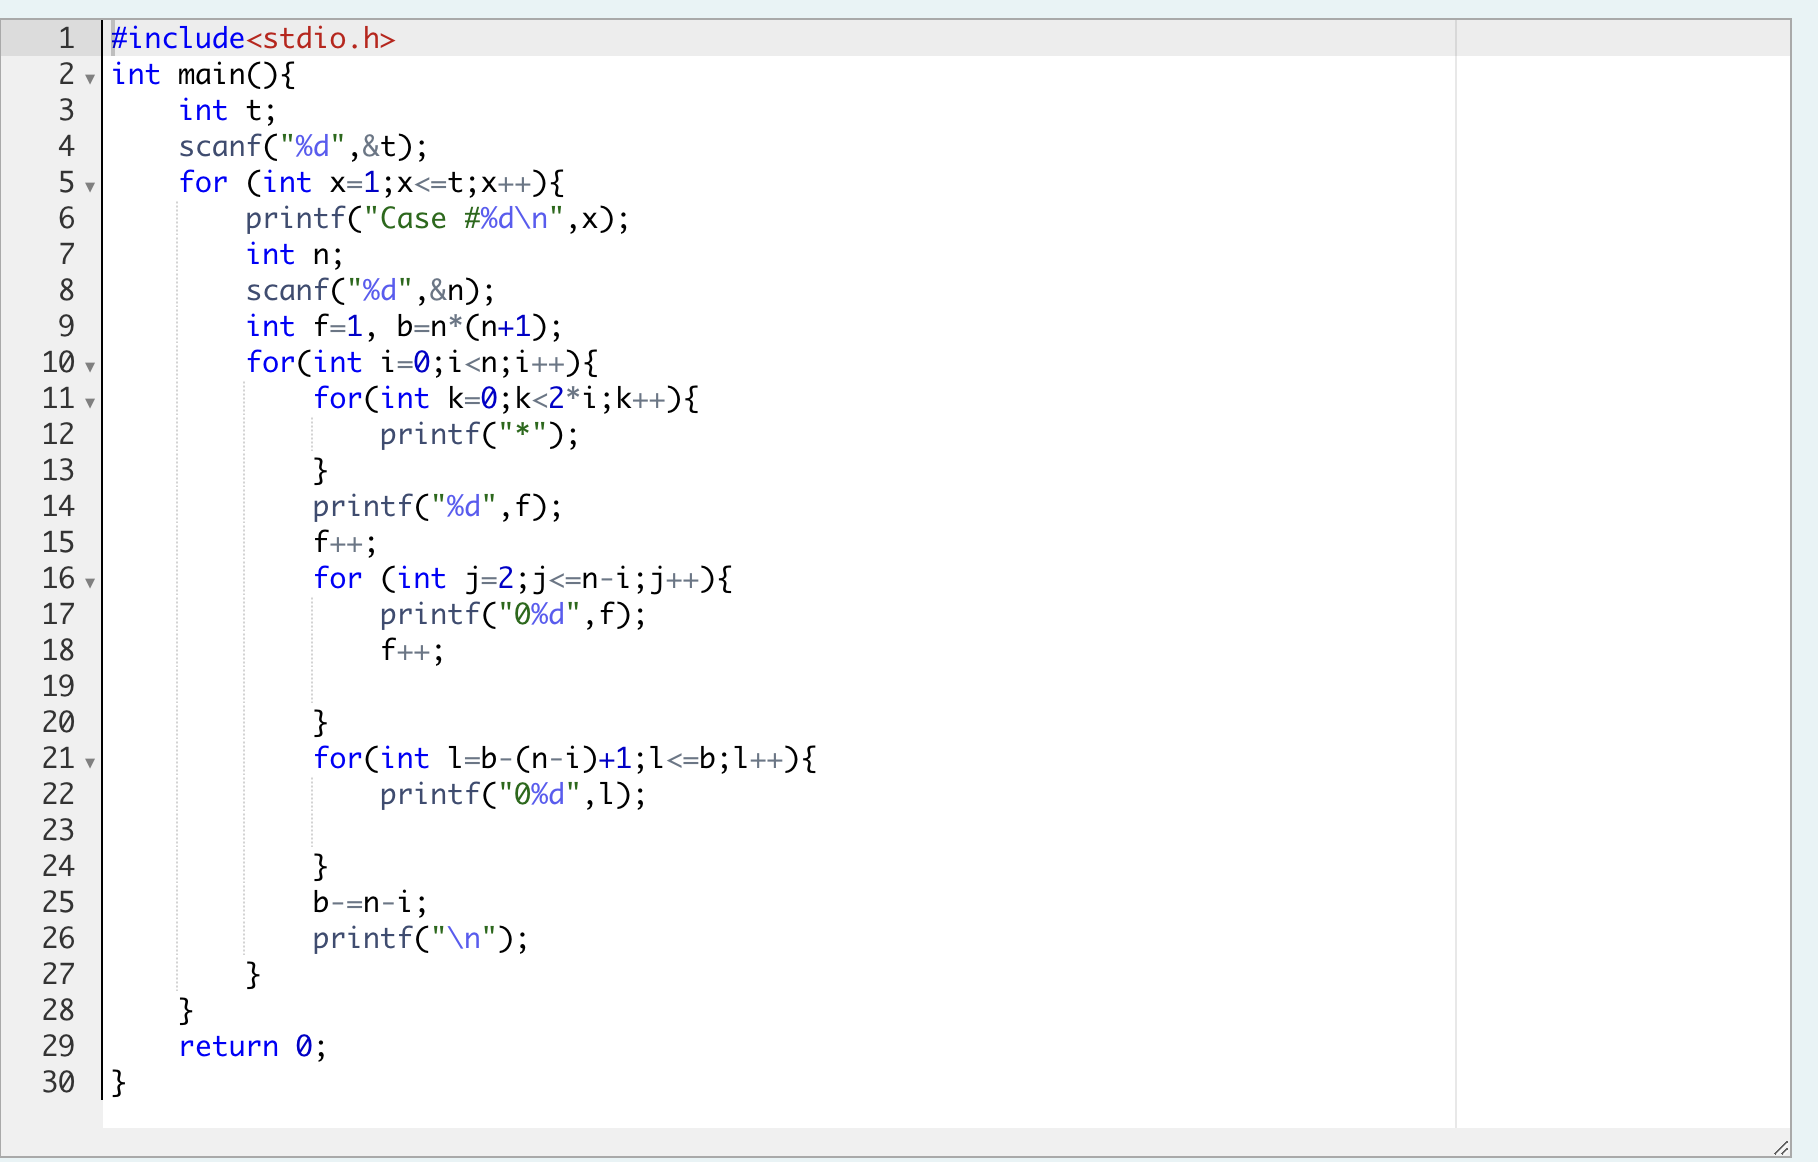 1 #include<stdio.h>
2 int main(){
3     int t;
4     scanf("%d",&t);
5     for (int x=1;x<=t;x++){
6         printf("Case #%d\n",x);
7         int n;
8         scanf("%d",&n);
9         int f=1, b=n*(n+1);
10         for(int i=0;i<n;i++){
11             for(int k=0;k<2*i;k++){
12                 printf("*");
13             }
14             printf("%d",f);
15             f++;
16             for (int j=2;j<=n-i;j++){
17                 printf("0%d",f);
18                 f++;
19
20             }
21             for(int l=b-(n-i)+1;l<=b;l++){
22                 printf("0%d",l);
23
24             }
25             b-=n-i;
26             printf("\n");
27         }
28     }
29     return 0;
30 }